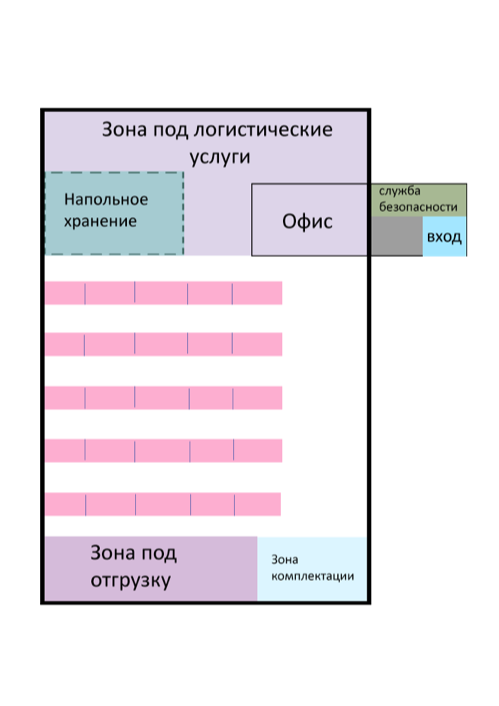 Зона под логистические
услуги
Напольное
хранение
Офис
служба
безопасности
вход
Зона под
отгрузку
Зона
комплектации